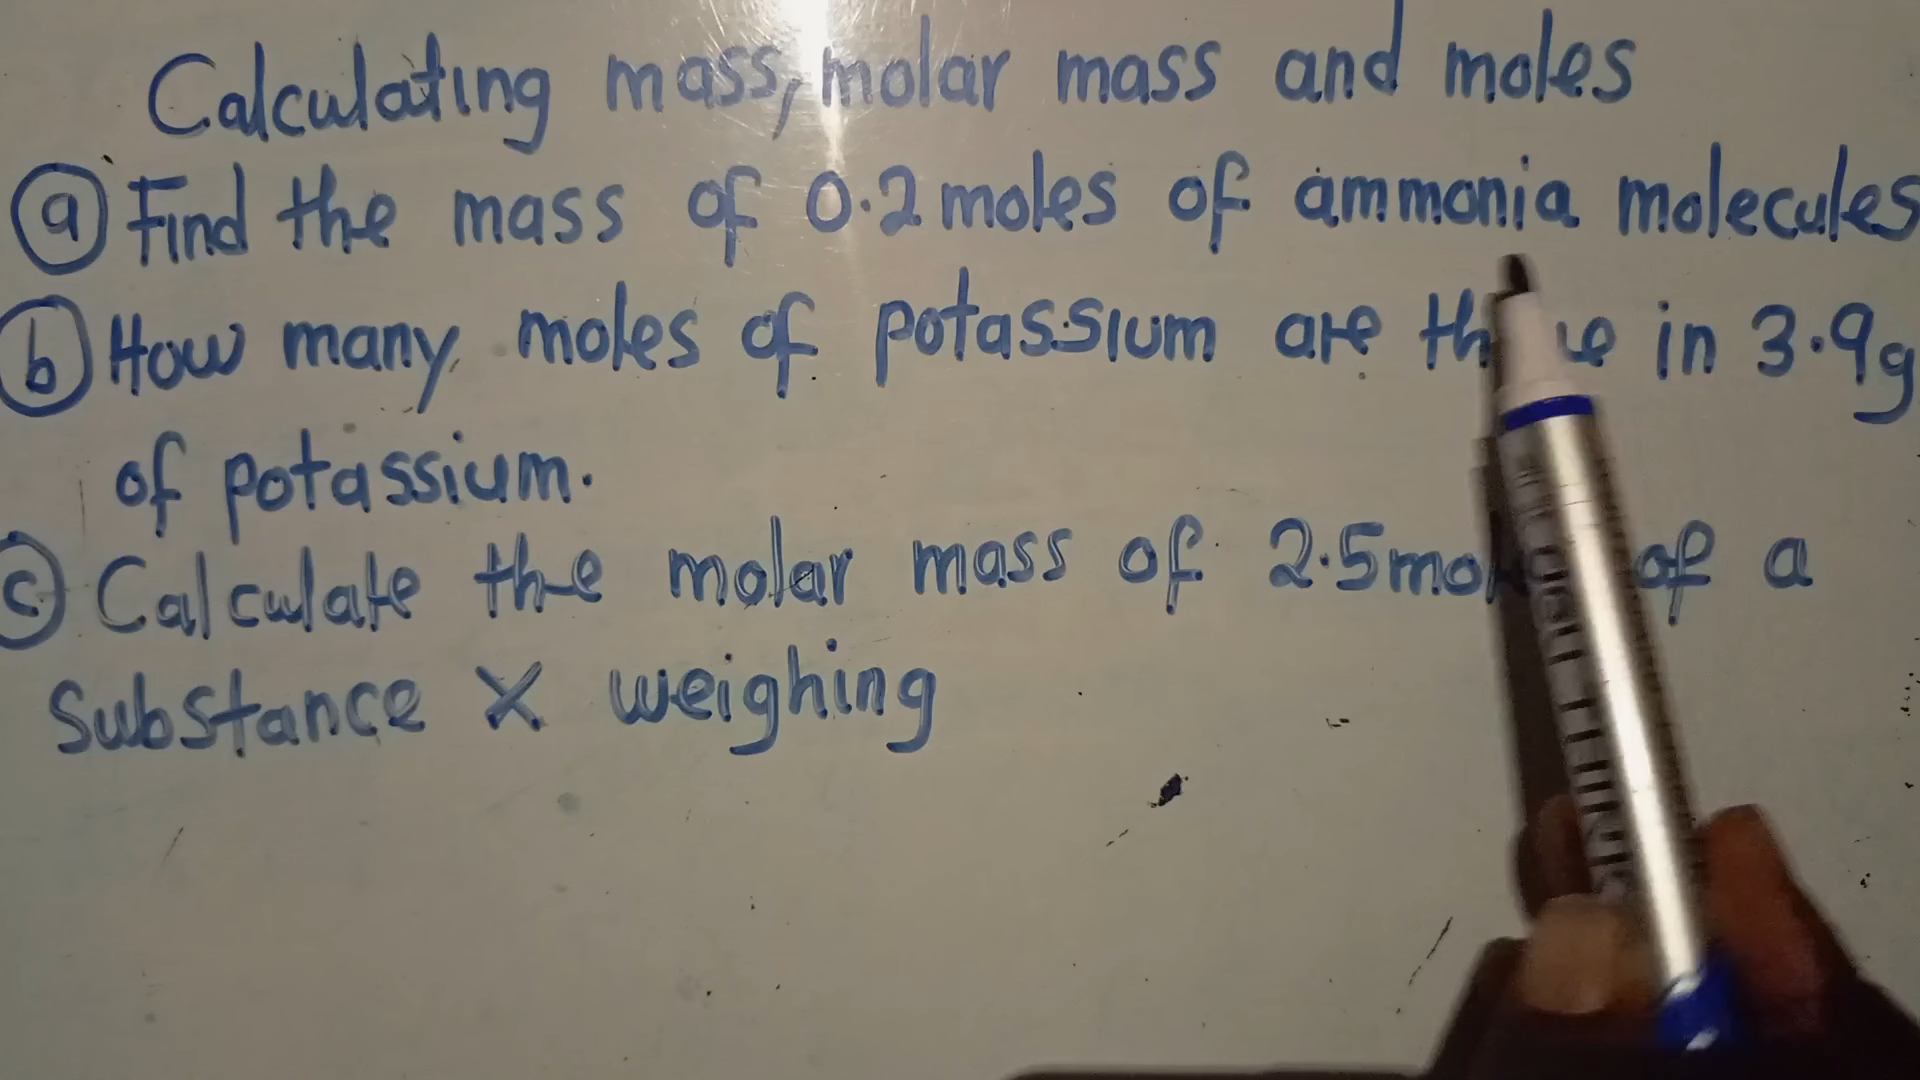 Calculating mass, molar mass and moles
a Find the mass of 0.2 moles of ammonia molecules
b How many moles of potassium are in 3.9g
of potassium.
c Calculate the molar mass of 2.5 of a
Substance X weighing